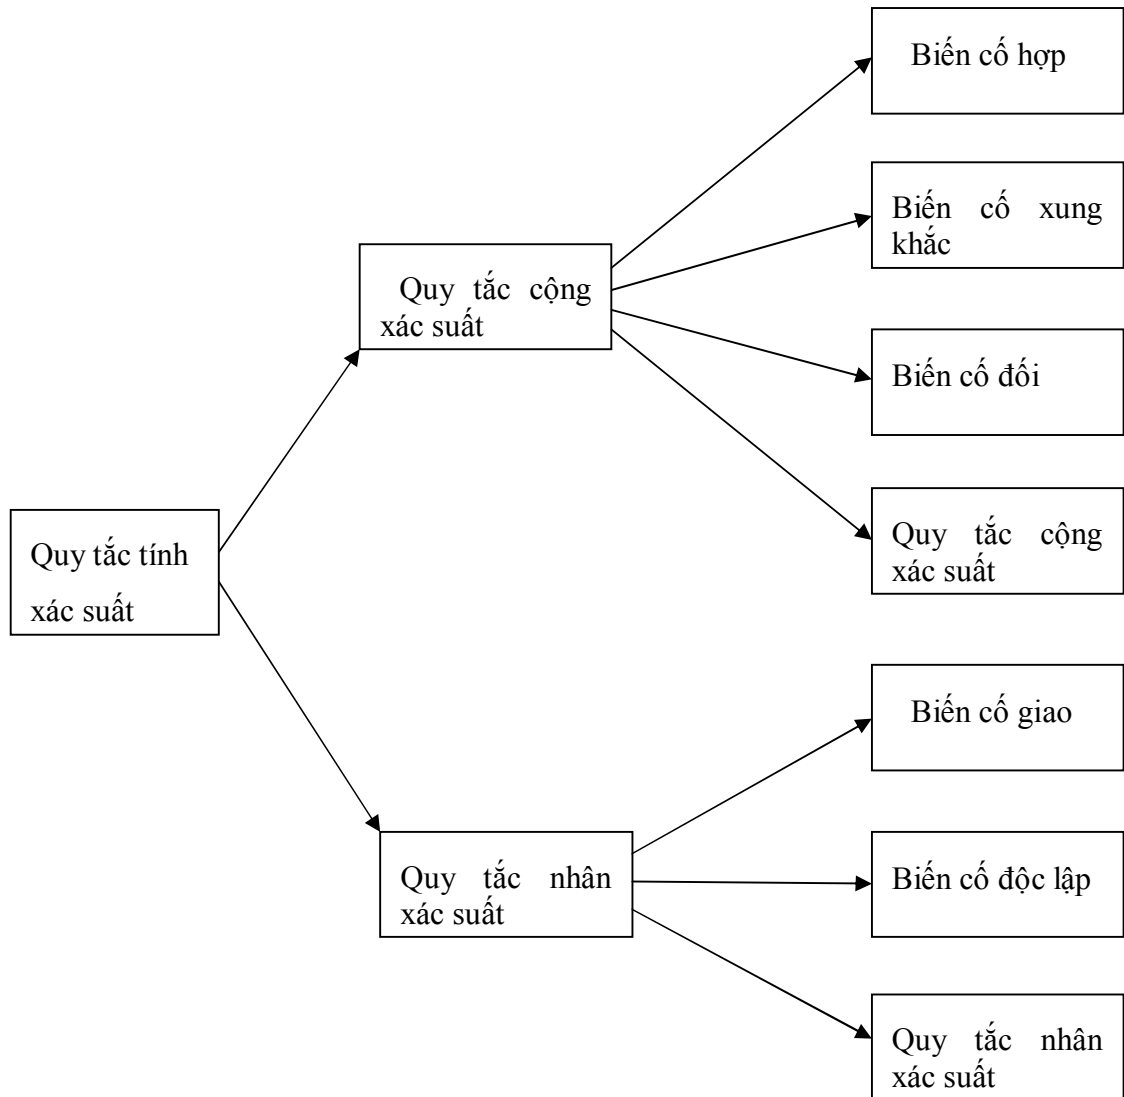 Biến cố hợp
Biến cố xung
khắc
Quy tắc cộng
xác suất
Biến cố đối
Quy tắc cộng
xác suất
Quy tắc tính
xác suất
Biến cố giao
Quy tắc nhân
xác suất
Biến cố độc lập
Quy tắc nhân
xác suất